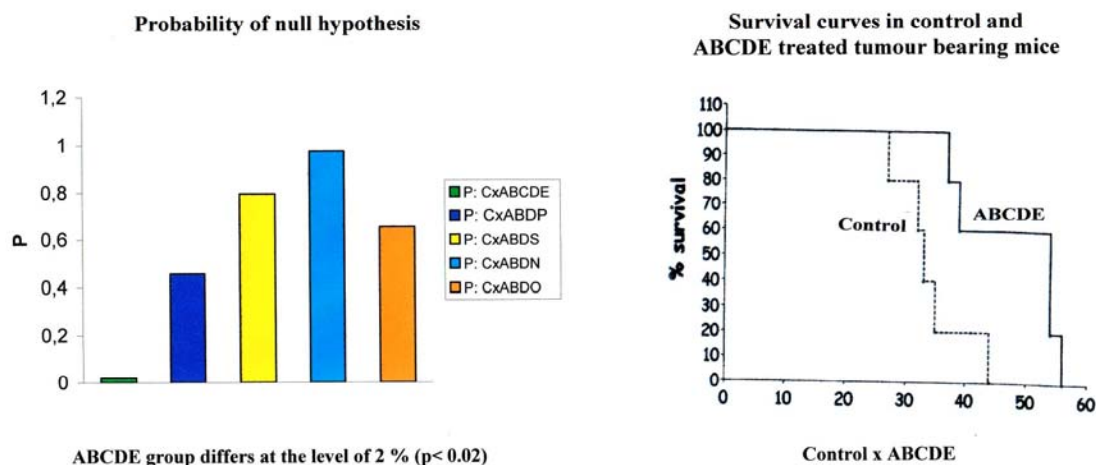 Probability of null hypothesis
1,2
1
0,8
0,6
0,4
0,2
0
P
P: CxABCDE
P: CxABDP
P: CxABDS
P: CxABDN
P: CxABDO
ABCDE group differs at the level of 2 % (p< 0.02)
Survival curves in control and
ABCDE treated tumour bearing mice
110
100
90
80
70
60
50
40
30
20
10
0
% survival
Control
ABCDE
0 10 20 30 40 50 60
Control x ABCDE